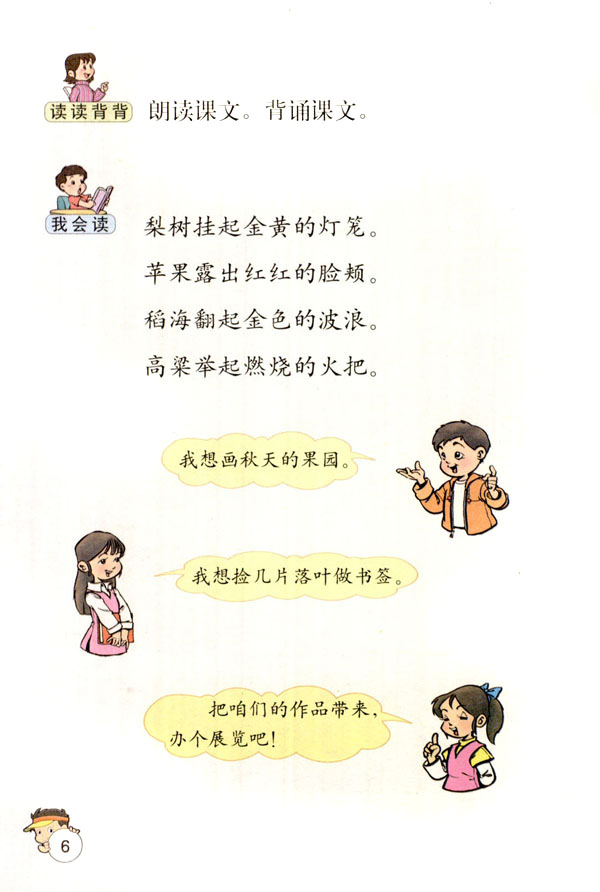 读读背背
朗读课文。背诵课文。
我会读
梨树挂起金黄的灯笼。
苹果露出红红的脸颊。
稻海翻起金色的波浪。
高粱举起燃烧的火把。
我想画秋天的果园。
我想捡几片落叶做书签。
把咱们的作品带来，
办个展览吧！
6